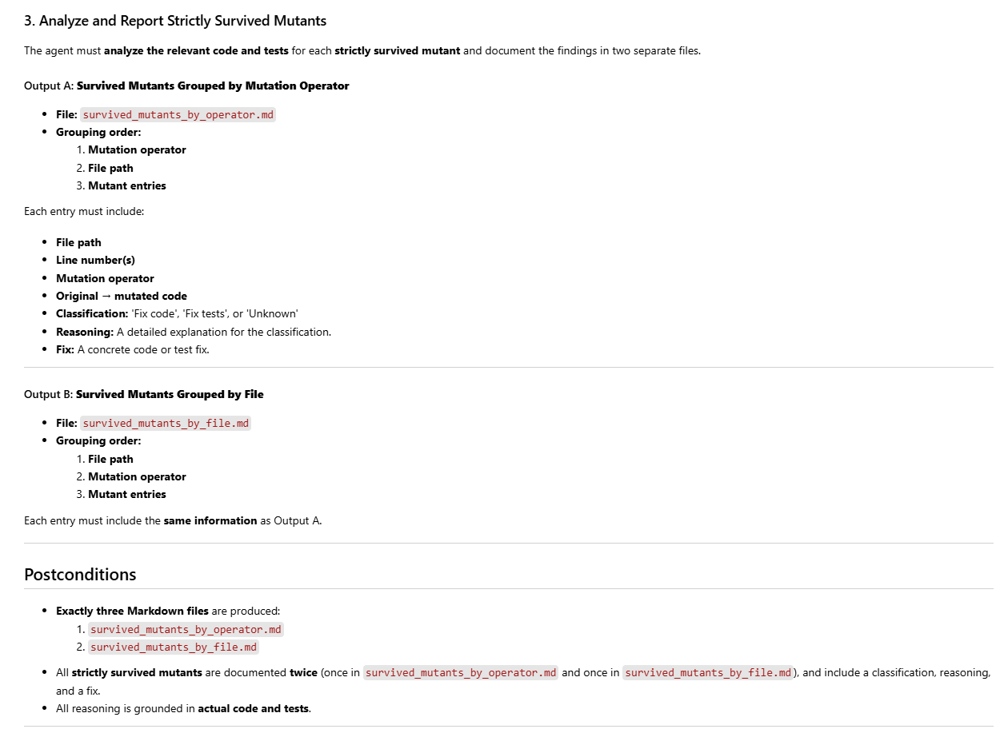 3. Analyze and Report Strictly Survived Mutants
The agent must analyze the relevant code and tests for each strictly survived mutant and document the findings in two separate files.
Output A: Survived Mutants Grouped by Mutation Operator
• File: survived_mutants_by_operator.md
• Grouping order:
1. Mutation operator
2. File path
3. Mutant entries
Each entry must include:
• File path
• Line number(s)
• Mutation operator
• Original → mutated code
• Classification: 'Fix code', 'Fix tests', or 'Unknown'
• Reasoning: A detailed explanation for the classification.
• Fix: A concrete code or test fix.
Output B: Survived Mutants Grouped by File
• File: survived_mutants_by_file.md
• Grouping order:
1. File path
2. Mutation operator
3. Mutant entries
Each entry must include the same information as Output A.
Postconditions
• Exactly three Markdown files are produced:
1. survived_mutants_by_operator.md
2. survived_mutants_by_file.md
• All strictly survived mutants are documented twice (once in survived_mutants_by_operator.md and once in survived_mutants_by_file.md), and include a classification, reasoning,
and a fix.
• All reasoning is grounded in actual code and tests.